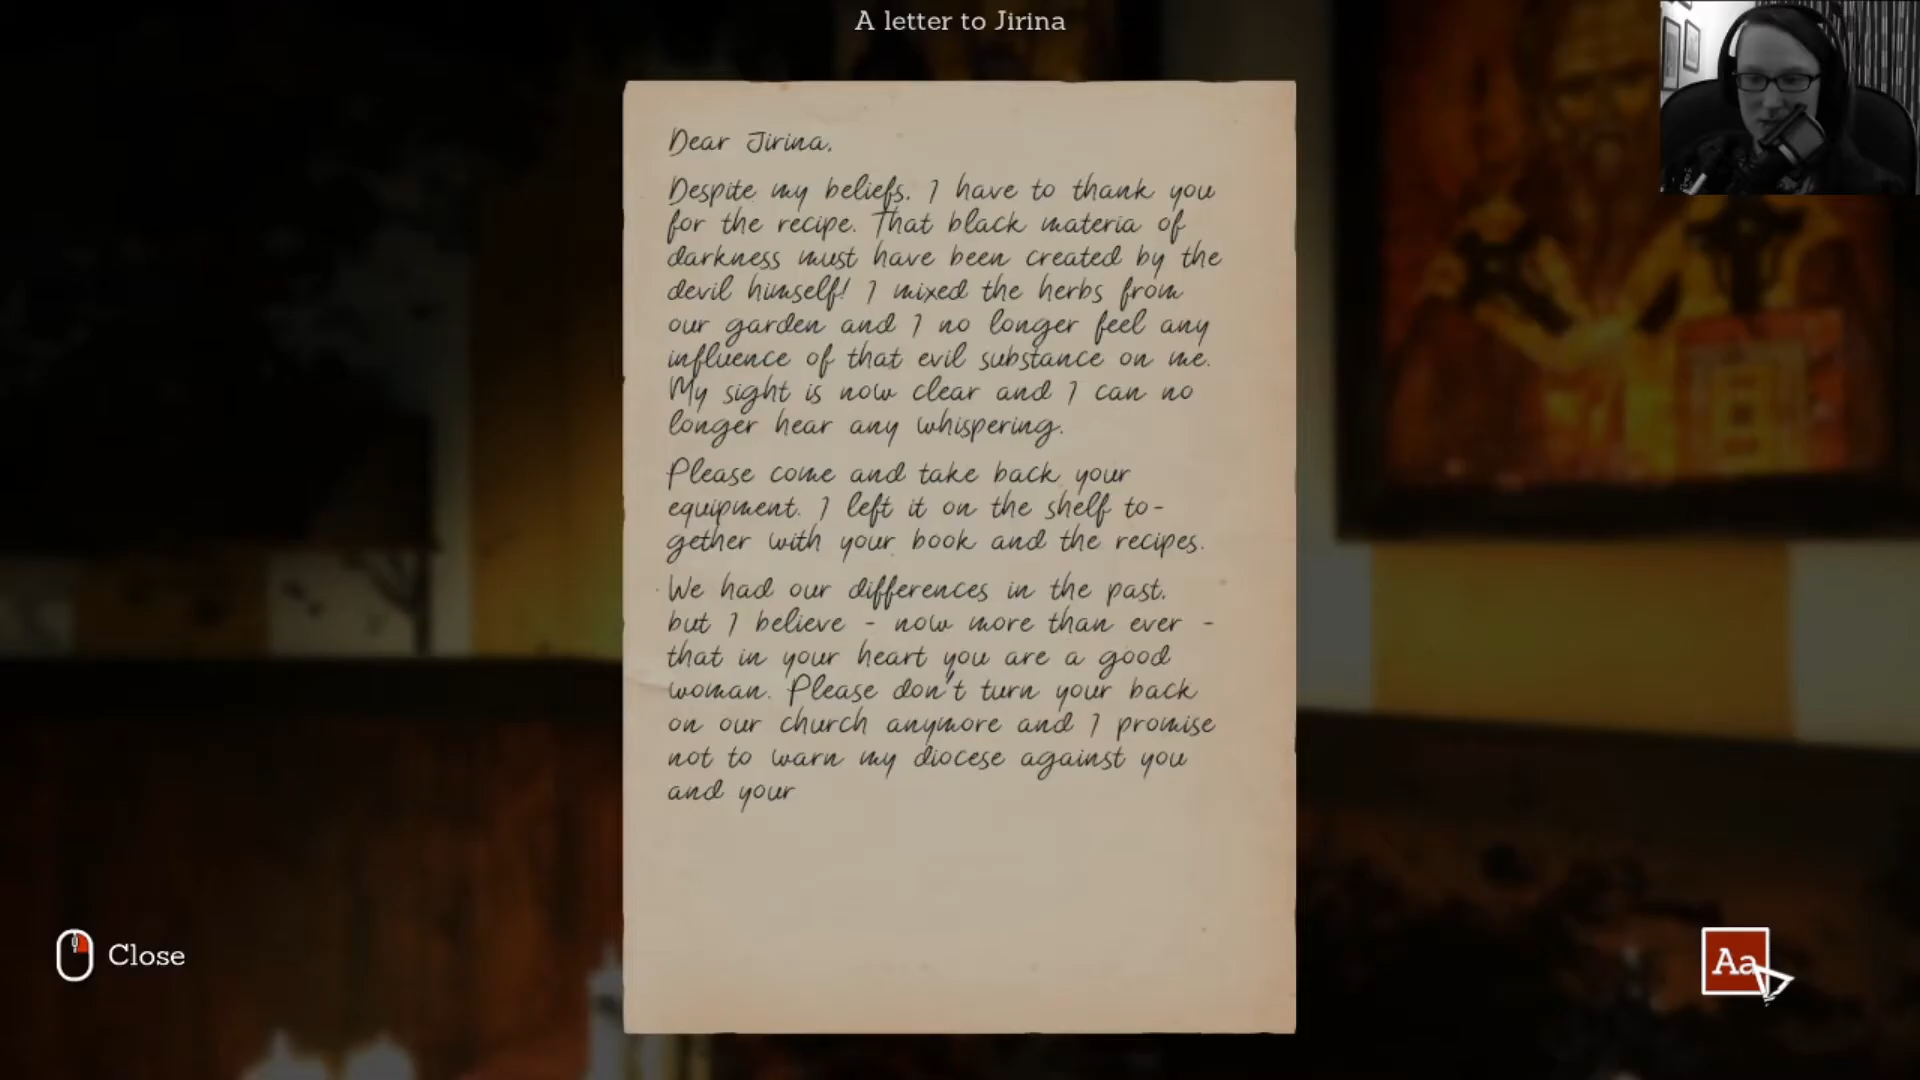 A letter to Jirina
Dear Jirina,
Despite my beliefs, I have to thank you
for the recipe. That black materia of
darkness must have been created by the
devil himself! I mixed the herbs from
our garden and I no longer feel any
influence of that evil substance on me.
My sight is now clear and I can no
longer hear any whispering.
Please come and take back your
equipment. I left it on the shelf to-
gether with your book and the recipes.
We had our differences in the past,
but I believe - now more than ever -
that in your heart you are a good
woman. Please don't turn your back
on our church anymore and I promise
not to warn my diocese against you
and your
Close
Aa